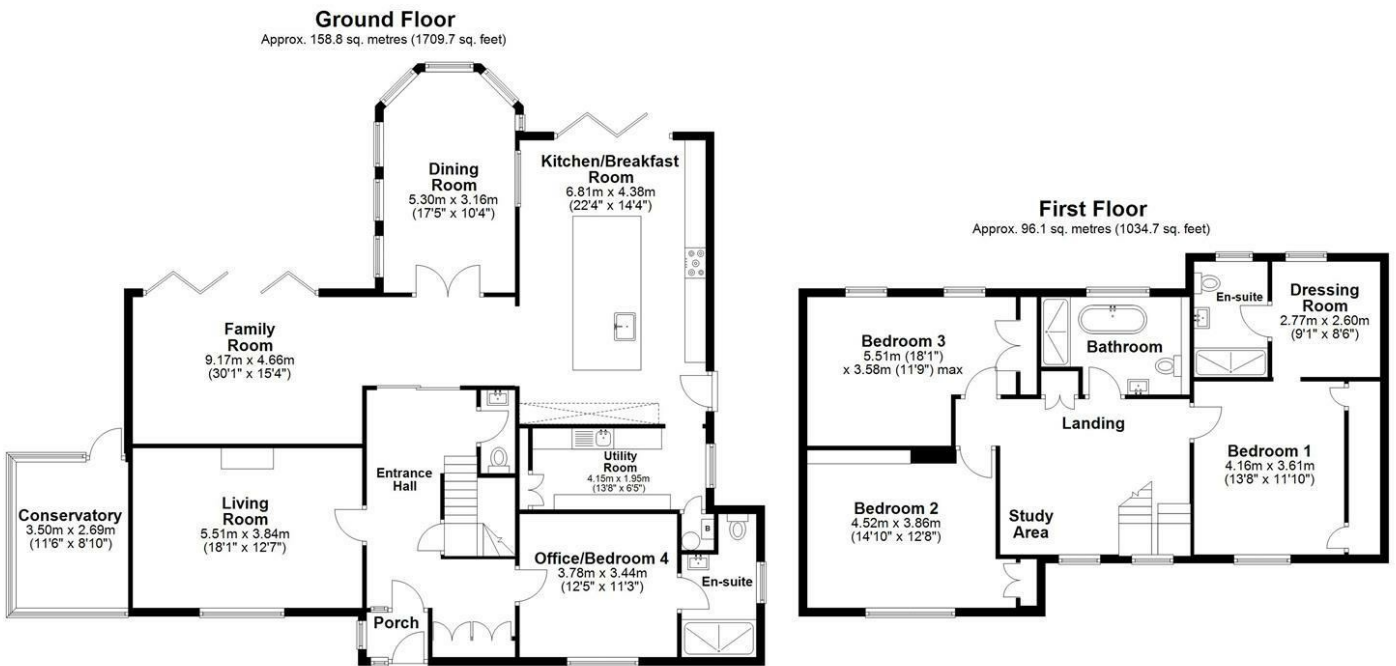 Ground Floor
Approx. 158.8 sq. metres (1709.7 sq. feet)
Dining
Room
5.30m x 3.16m
(17'5" x 10'4")
Kitchen/Breakfast
Room
6.81m x 4.38m
(22'4" x 14'4")
Family
Room
9.17m x 4.66m
(30'1" x 15'4")
Utility
Room
4.15m x 1.95m
(13'8" x 6'5")
Entrance
Hall
Living
Room
5.51m x 3.84m
(18'1" x 12'7")
Conservatory
3.50m x 2.69m
(11'6" x 8'10")
B
Office/Bedroom 4
3.78m x 3.44m
(12'5" x 11'3")
En-suite
Porch
First Floor
Approx. 96.1 sq. metres (1034.7 sq. feet)
En-suite
Dressing
Room
2.77m x 2.60m
(9'1" x 8'6")
Bedroom 3
5.51m (18'1")
x 3.58m (11'9") max
Bathroom
Landing
Bedroom 1
4.16m x 3.61m
(13'8" x 11'10")
Bedroom 2
4.52m x 3.86m
(14'10" x 12'8")
Study
Area